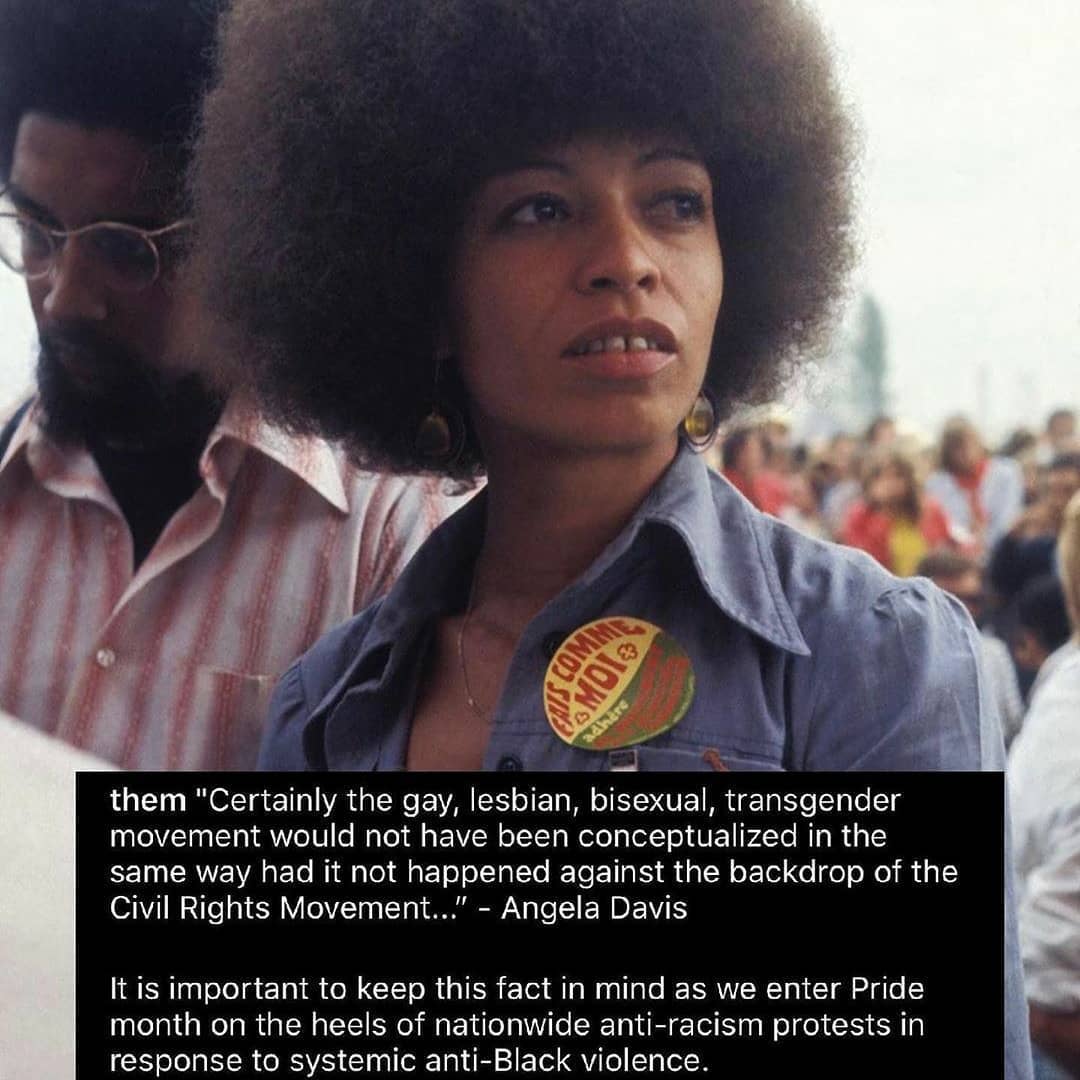 FAIS COMME
MOI
adhère
them "Certainly the gay, lesbian, bisexual, transgender
movement would not have been conceptualized in the
same way had it not happened against the backdrop of the
Civil Rights Movement..." - Angela Davis
It is important to keep this fact in mind as we enter Pride
month on the heels of nationwide anti-racism protests in
response to systemic anti-Black violence.